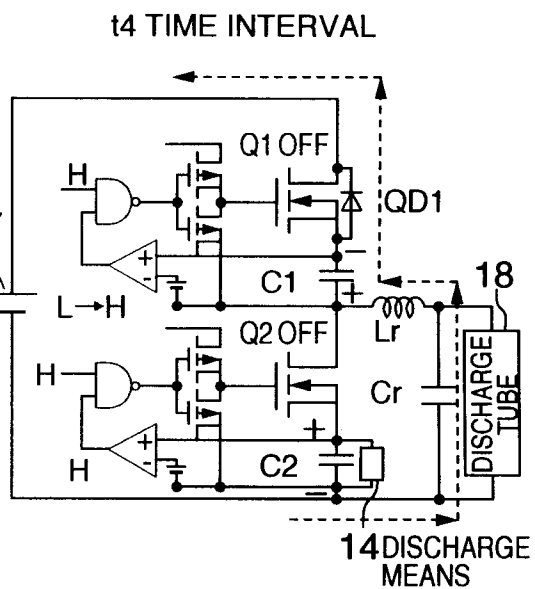 t4 TIME INTERVAL
Q1 OFF
H
QD1
+
-
−
C1
+
L→H
18
Q2 OFF
Lr
H
Cr
DISCHARGE
TUBE
+
+
-
H
C2
−
14 DISCHARGE
MEANS